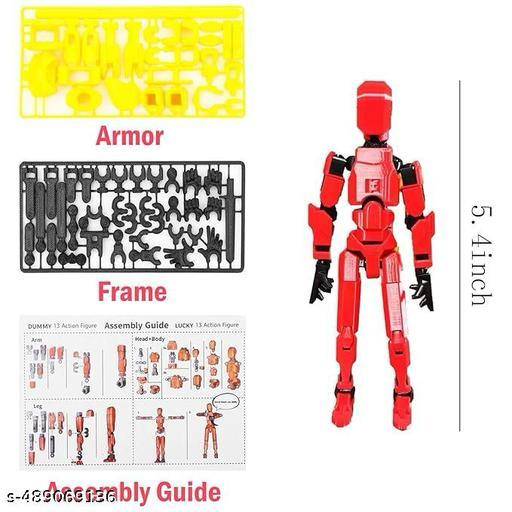 Armor
Frame
5.4inch
DUMMY 13 Action Figure Assembly Guide LUCKY 13 Action Figure
Arm
Head+Body
Leg
Assembly Guide
s-489069136